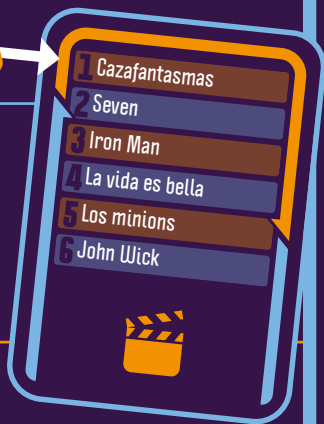 1 Cazafantasmas
2 Seven
3 Iron Man
4 La vida es bella
5 Los minions
6 John Wick